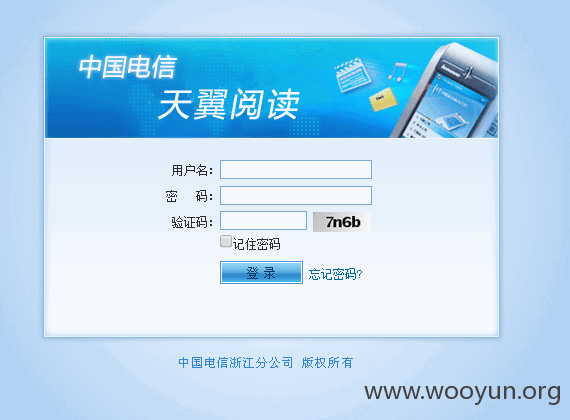 中国电信
天翼阅读
用户名:
密 码:
验证码: 7n6b
记住密码
登 录 忘记密码?
中国电信浙江分公司 版权所有
www.wooyun.org